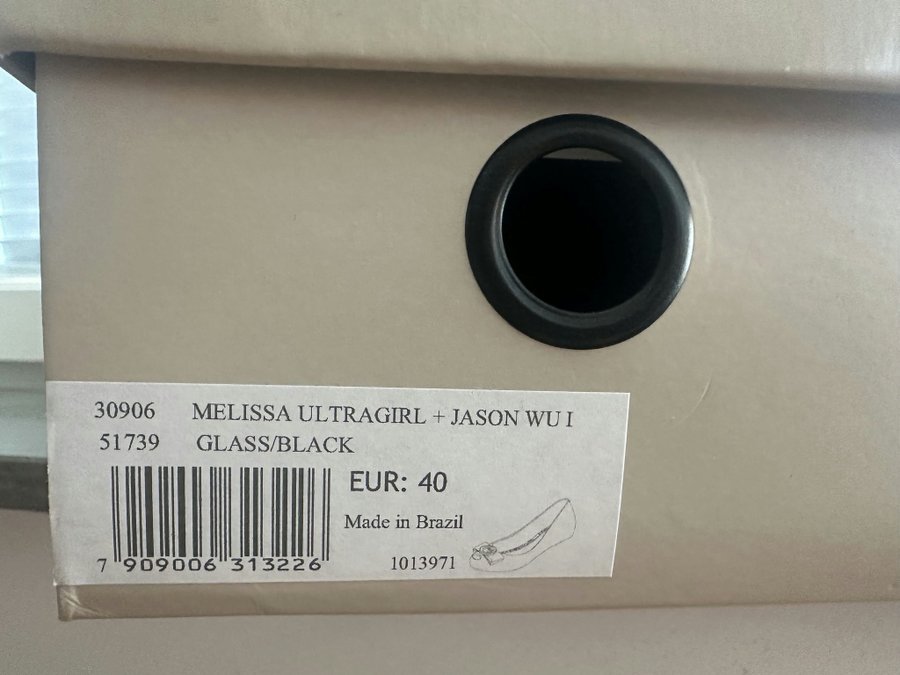 30906 MELISSA ULTRAGIRL + JASON WU I
51739 GLASS/BLACK
EUR: 40
Made in Brazil
7 909006 313226
1013971